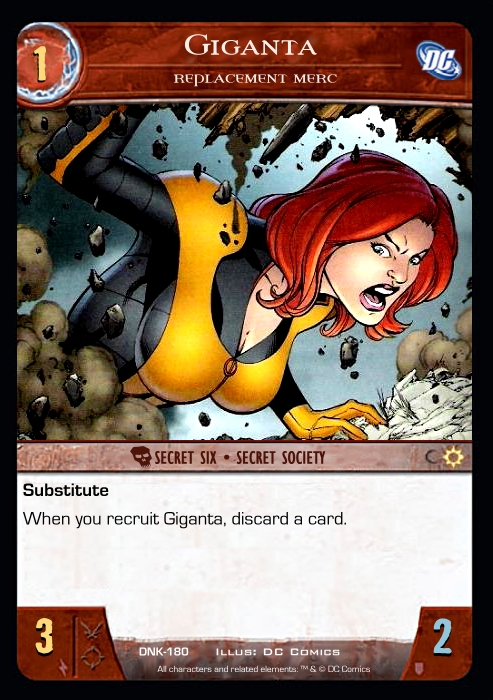 1
GIGANTA
DC
REPLACEMENT MERC
SECRET SIX • SECRET SOCIETY
C
Substitute
When you recruit Giganta, discard a card.
3
2
DNK-180 ILLUS: DC COMICS
All characters and related elements: ™ & © DC Comics